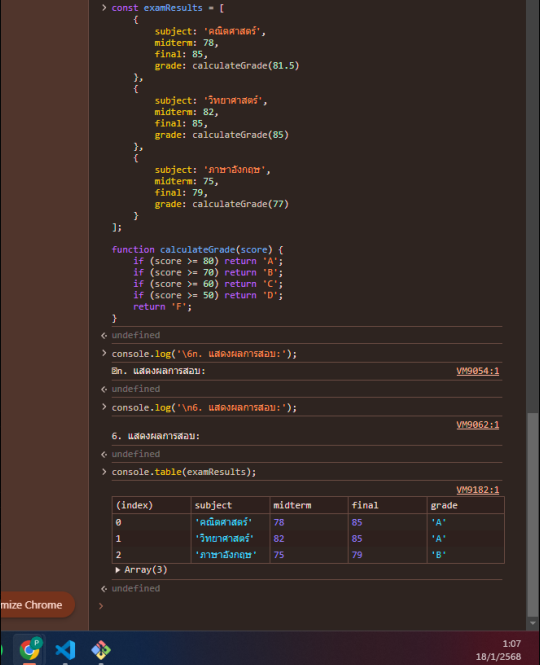 const examResults = [
{
subject: 'คณิตศาสตร์',
midterm: 78,
final: 85,
grade: calculateGrade(81.5)
},
{
subject: 'วิทยาศาสตร์',
midterm: 82,
final: 85,
grade: calculateGrade(85)
},
{
subject: 'ภาษาอังกฤษ',
midterm: 75,
final: 79,
grade: calculateGrade(77)
}
];
function calculateGrade(score) {
if (score >= 80) return 'A';
if (score >= 70) return 'B';
if (score >= 60) return 'C';
if (score >= 50) return 'D';
return 'F';
}
undefined
console.log('\6n. แสดงผลการสอบ:');
n. แสดงผลการสอบ: VM9054:1
undefined
console.log('\n6. แสดงผลการสอบ:');
VM9062:1
6. แสดงผลการสอบ:
undefined
console.table(examResults);
VM9182:1
(index) subject midterm final grade
0 'คณิตศาสตร์' 78 85 'A'
1 'วิทยาศาสตร์' 82 85 'A'
2 'ภาษาอังกฤษ' 75 79 'B'
Array(3)
undefined
mize Chrome
P
1:07
18/1/2568